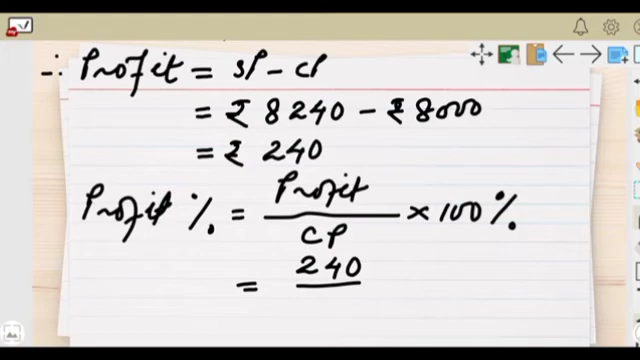 ∴ Profit = SP - CP
= ₹ 8240 - ₹ 8000
= ₹ 240
Profit % = Profit / CP × 100 %
= 240